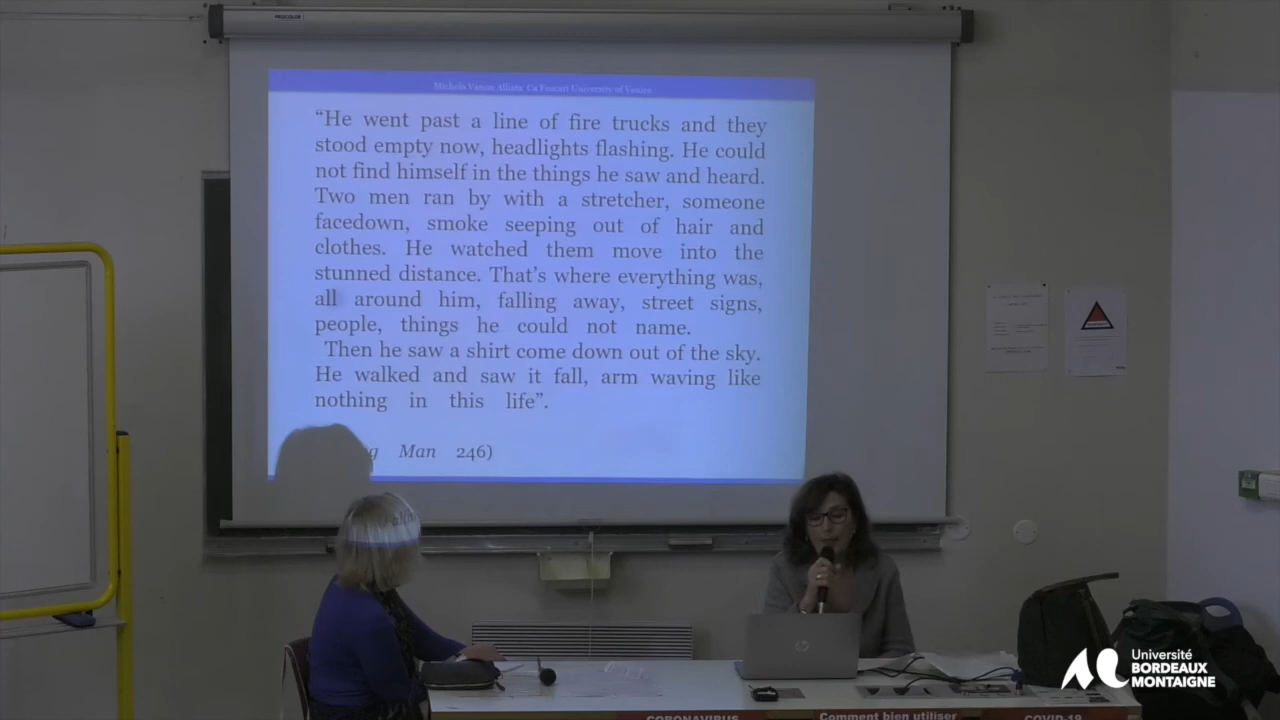 PROCOLOR
Michela Vanon Alliata Ca Foscari University of Venice
“He went past a line of fire trucks and they
stood empty now, headlights flashing. He could
not find himself in the things he saw and heard.
Two men ran by with a stretcher, someone
facedown, smoke seeping out of hair and
clothes. He watched them move into the
stunned distance. That’s where everything was,
all around him, falling away, street signs,
people, things he could not name.
Then he saw a shirt come down out of the sky.
He walked and saw it fall, arm waving like
nothing in this life”.
Man 246)
hp
Université
BORDEAUX
MONTAIGNE
CORONAVIRUS
Comment bien utiliser
COVID-19